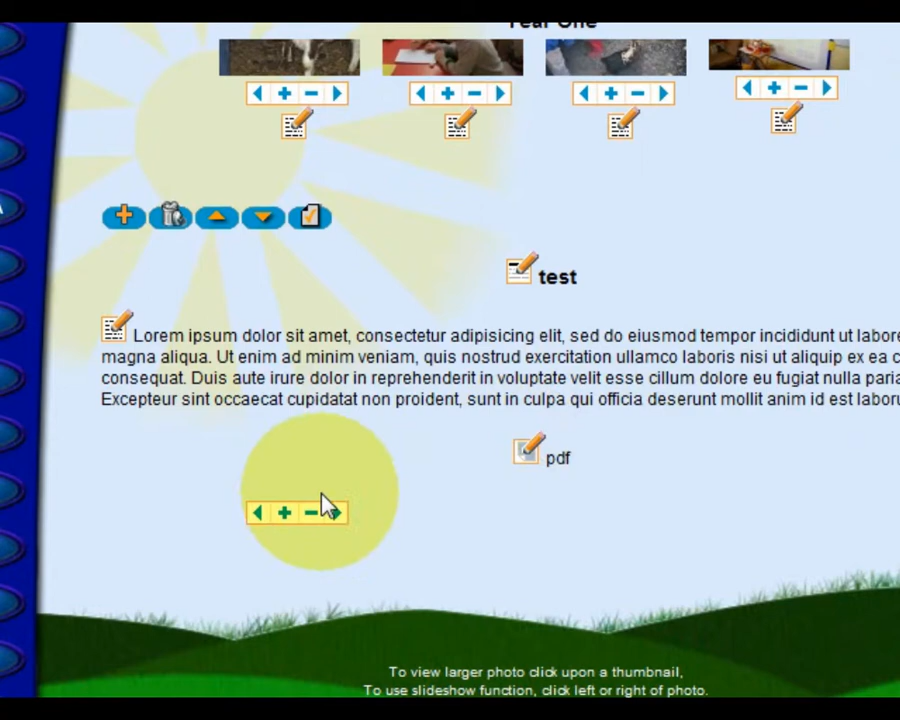 Year One
test
Lorem ipsum dolor sit amet, consectetur adipisicing elit, sed do eiusmod tempor incididunt ut labore
magna aliqua. Ut enim ad minim veniam, quis nostrud exercitation ullamco laboris nisi ut aliquip ex ea
consequat. Duis aute irure dolor in reprehenderit in voluptate velit esse cillum dolore eu fugiat nulla
Excepteur sint occaecat cupidatat non proident, sunt in culpa qui officia deserunt mollit anim id est
pdf
To view larger photo click upon a thumbnail,
To use slideshow function, click left or right of photo.